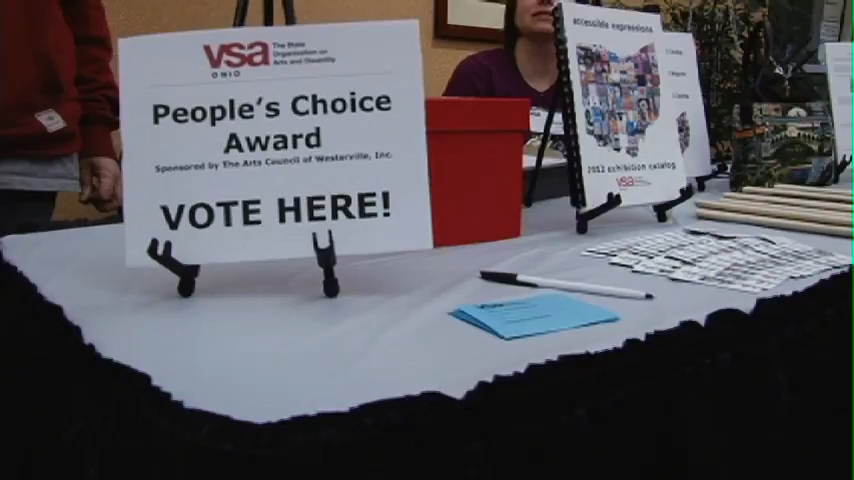 vsa The State
Organization on
Arts and Disability
OHIO
People's Choice
Award
Sponsored by The Arts Council of Westerville, Inc.
VOTE HERE!
accessible expressions
2012 exhibition catalog
vsa